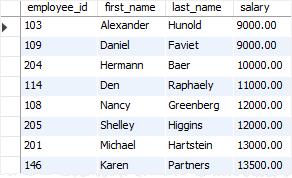 employee_id first_name last_name salary
103 Alexander Hunold 9000.00
109 Daniel Faviet 9000.00
204 Hermann Baer 10000.00
114 Den Raphaely 11000.00
108 Nancy Greenberg 12000.00
205 Shelley Higgins 12000.00
201 Michael Hartstein 13000.00
146 Karen Partners 13500.00